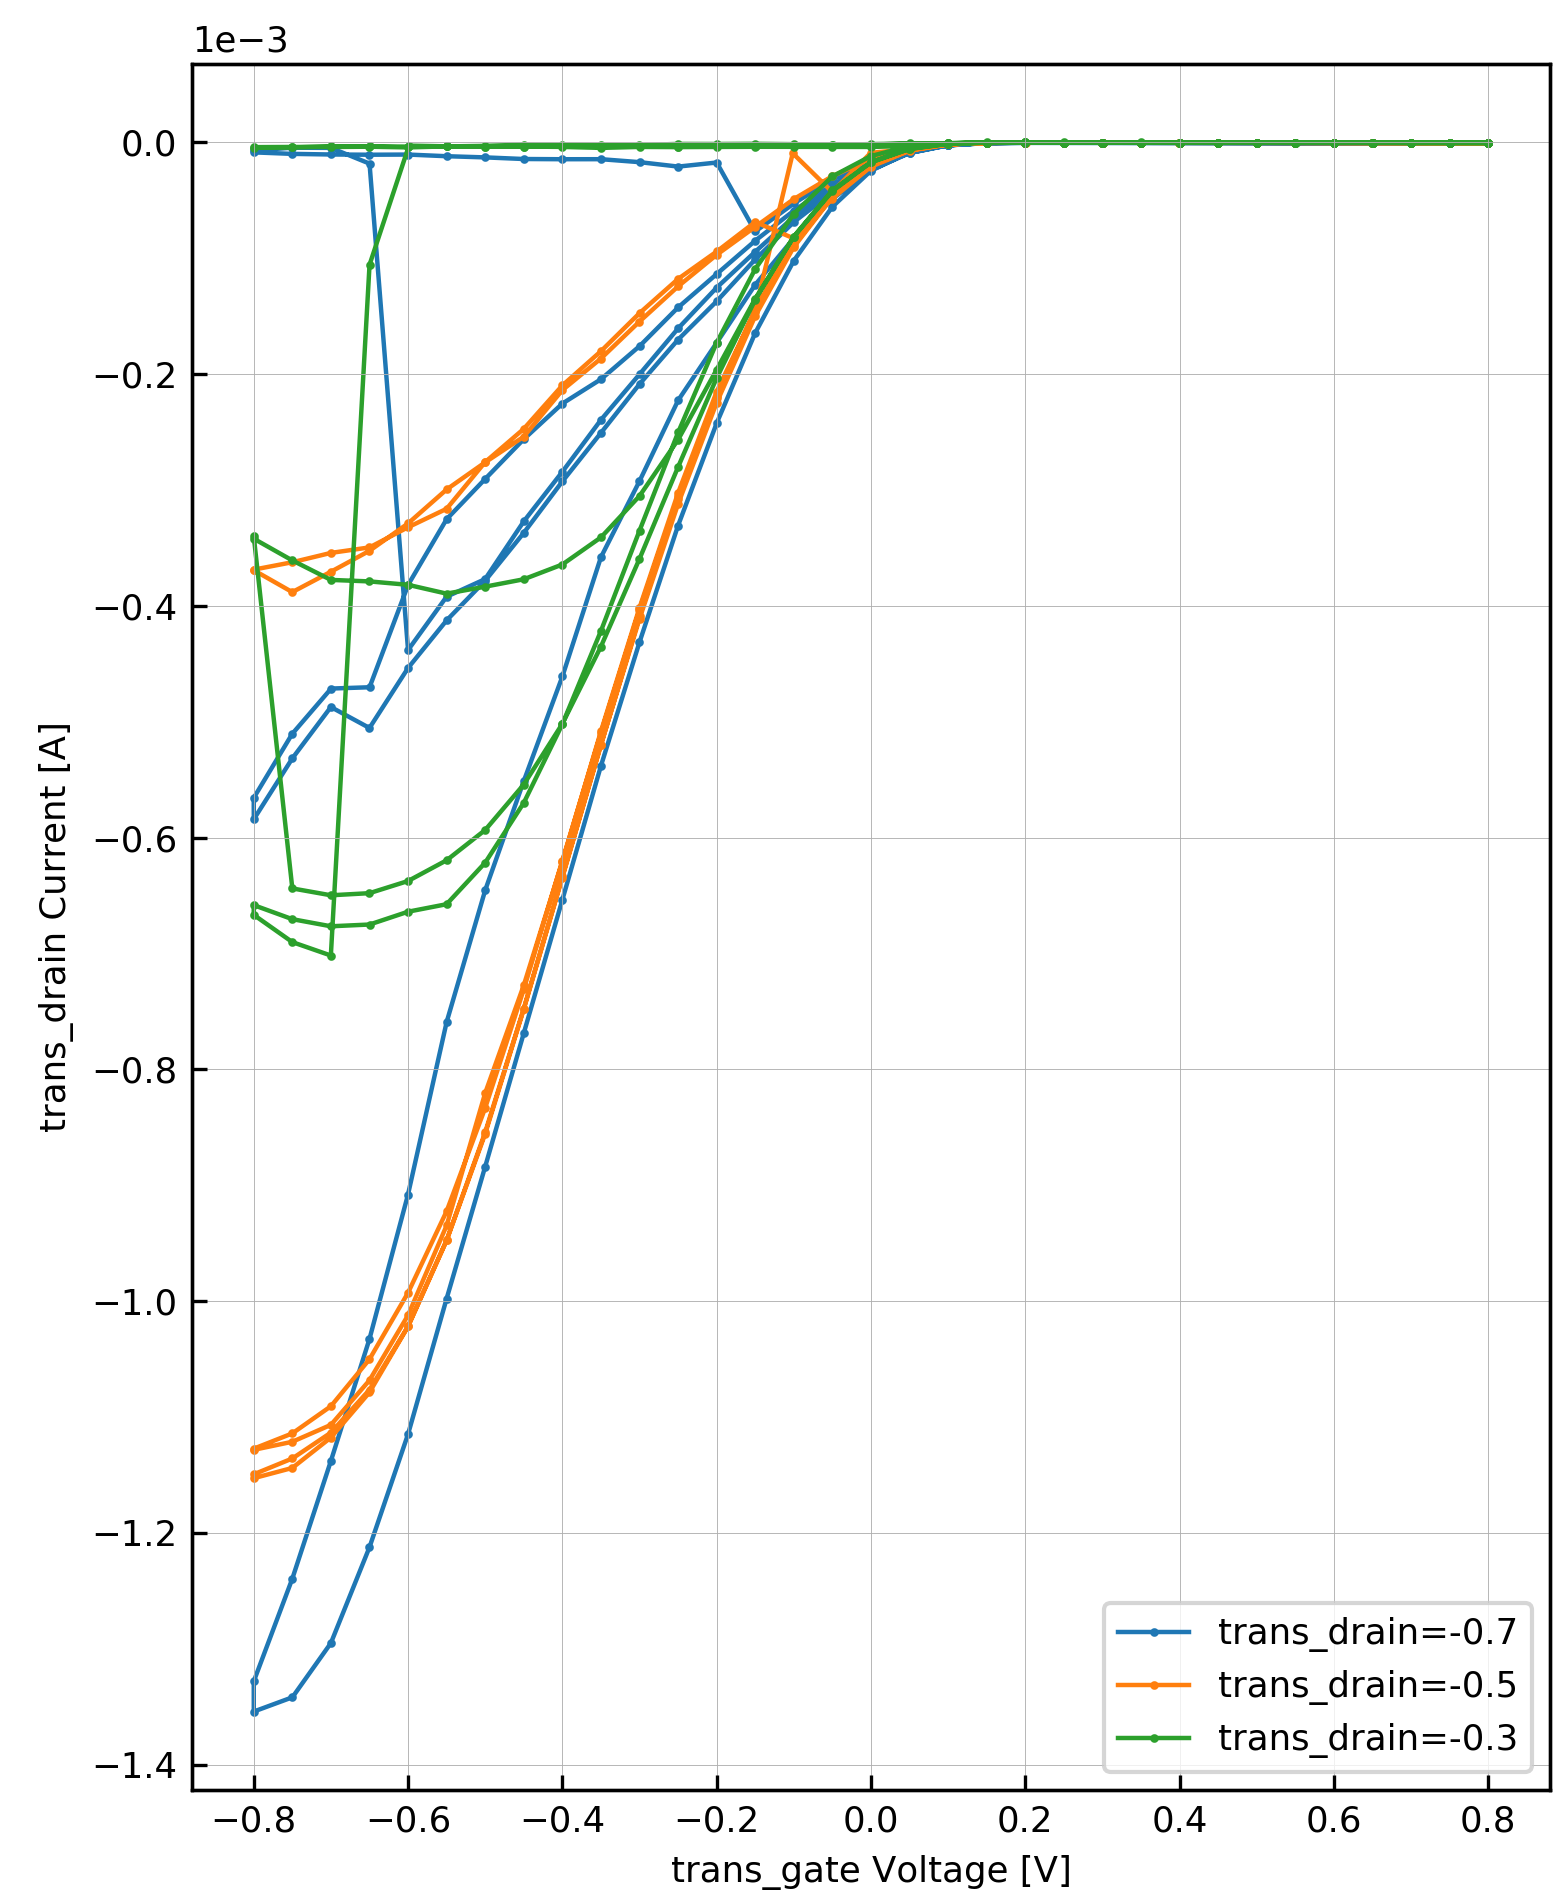 1e−3
0.0
−0.2
−0.4
−0.6
−0.8
−1.0
−1.2
−1.4
trans_drain Current [A]
−0.8 −0.6 −0.4 −0.2 0.0 0.2 0.4 0.6 0.8
trans_gate Voltage [V]
trans_drain=-0.7
trans_drain=-0.5
trans_drain=-0.3